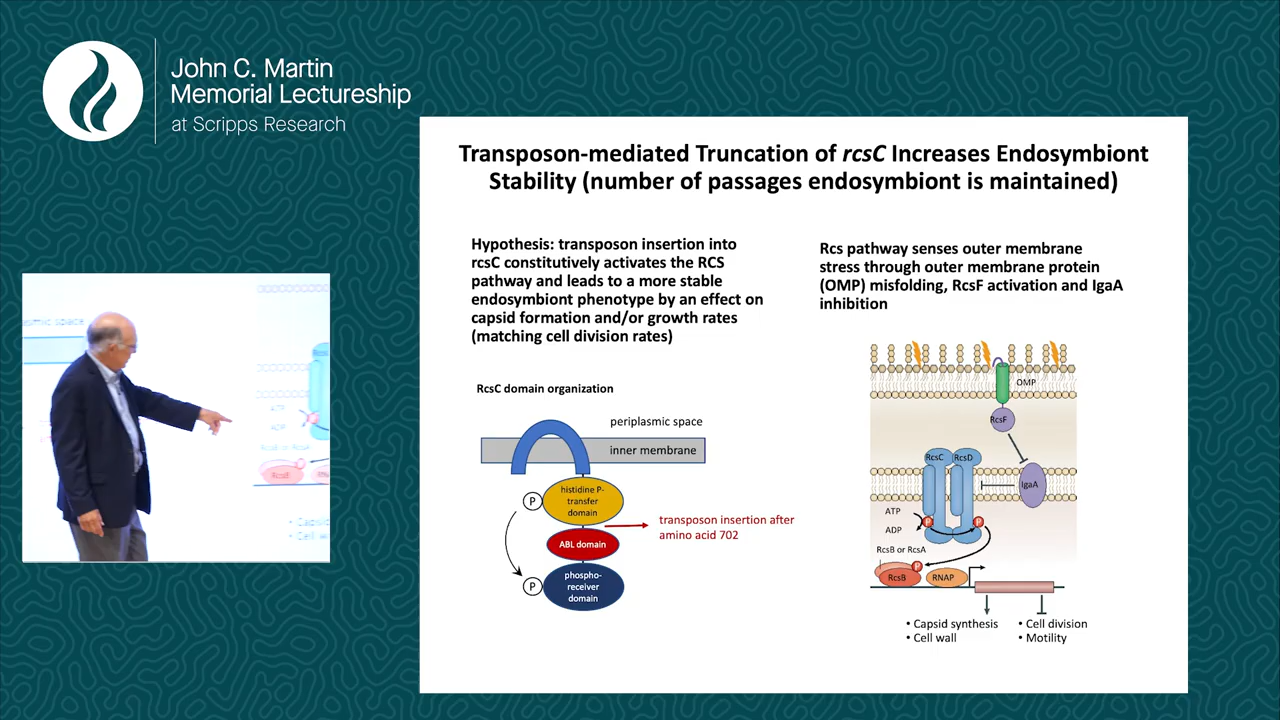 John C. Martin
Memorial Lectureship
at Scripps Research
Transposon-mediated Truncation of rcsC Increases Endosymbiont
Stability (number of passages endosymbiont is maintained)
Hypothesis: transposon insertion into
rcsC constitutively activates the RCS
pathway and leads to a more stable
endosymbiont phenotype by an effect on
capsid formation and/or growth rates
(matching cell division rates)
RcsC domain organization
periplasmic space
inner membrane
histidine P-
transfer
domain
P
ABL domain
transposon insertion after
amino acid 702
phospho-
receiver
domain
P
Rcs pathway senses outer membrane
stress through outer membrane protein
(OMP) misfolding, RcsF activation and IgaA
inhibition
OMP
RcsF
RcsC
RcsD
IgaA
ATP
ADP
P
P
RcsB or RcsA
P
RcsB
RNAP
• Capsid synthesis
• Cell wall
• Cell division
• Motility